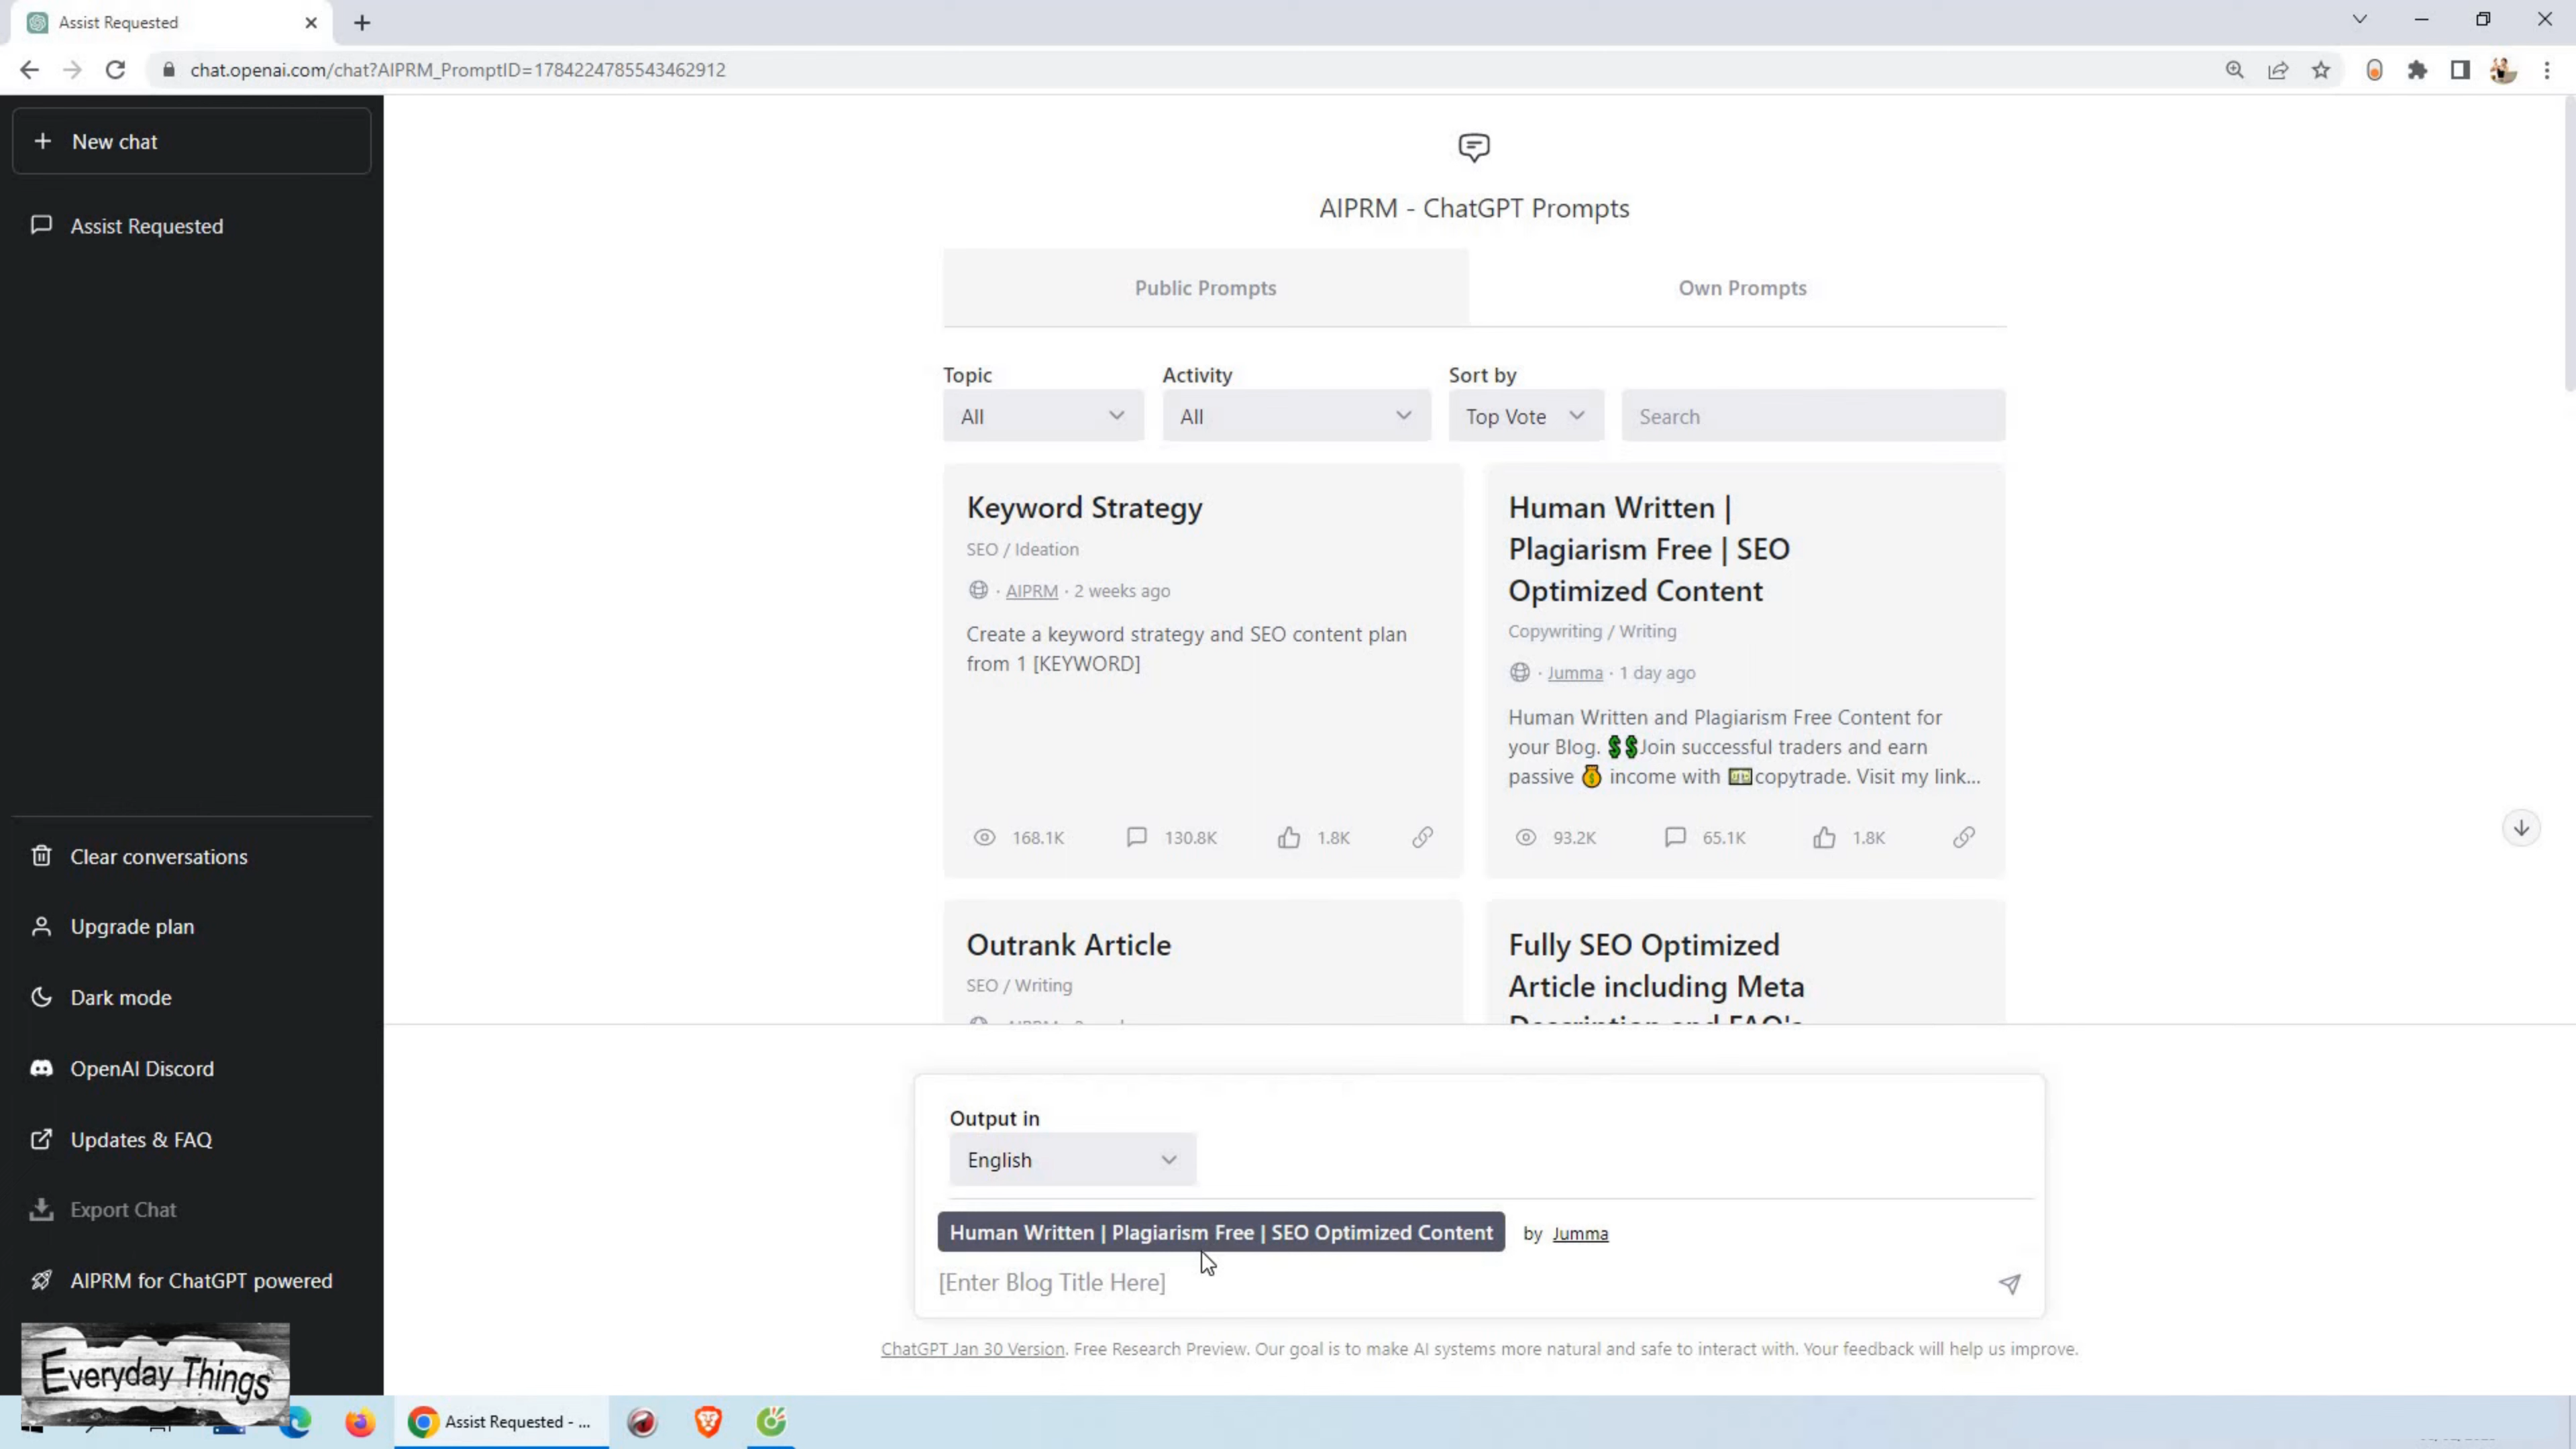 Assist Requested
chat.openai.com/chat?AIPRM_PromptID=1784224785543462912
New chat
Assist Requested
Clear conversations
Upgrade plan
Dark mode
OpenAI Discord
Updates & FAQ
Export Chat
AIPRM for ChatGPT powered
Everyday Things
AIPRM - ChatGPT Prompts
Public Prompts
Own Prompts
Topic
Activity
Sort by
All
All
Top Vote
Search
Keyword Strategy
SEO / Ideation
· AIPRM · 2 weeks ago
Create a keyword strategy and SEO content plan
from 1 [KEYWORD]
168.1K
130.8K
1.8K
Human Written |
Plagiarism Free | SEO
Optimized Content
Copywriting / Writing
· Jumma · 1 day ago
Human Written and Plagiarism Free Content for
your Blog. 💲💲Join successful traders and earn
passive 💰 income with 💵copytrade. Visit my link...
93.2K
65.1K
1.8K
Outrank Article
SEO / Writing
Fully SEO Optimized
Article including Meta
Description and FAQ's
Output in
English
Human Written | Plagiarism Free | SEO Optimized Content by Jumma
[Enter Blog Title Here]
ChatGPT Jan 30 Version. Free Research Preview. Our goal is to make AI systems more natural and safe to interact with. Your feedback will help us improve.
Assist Requested - ...